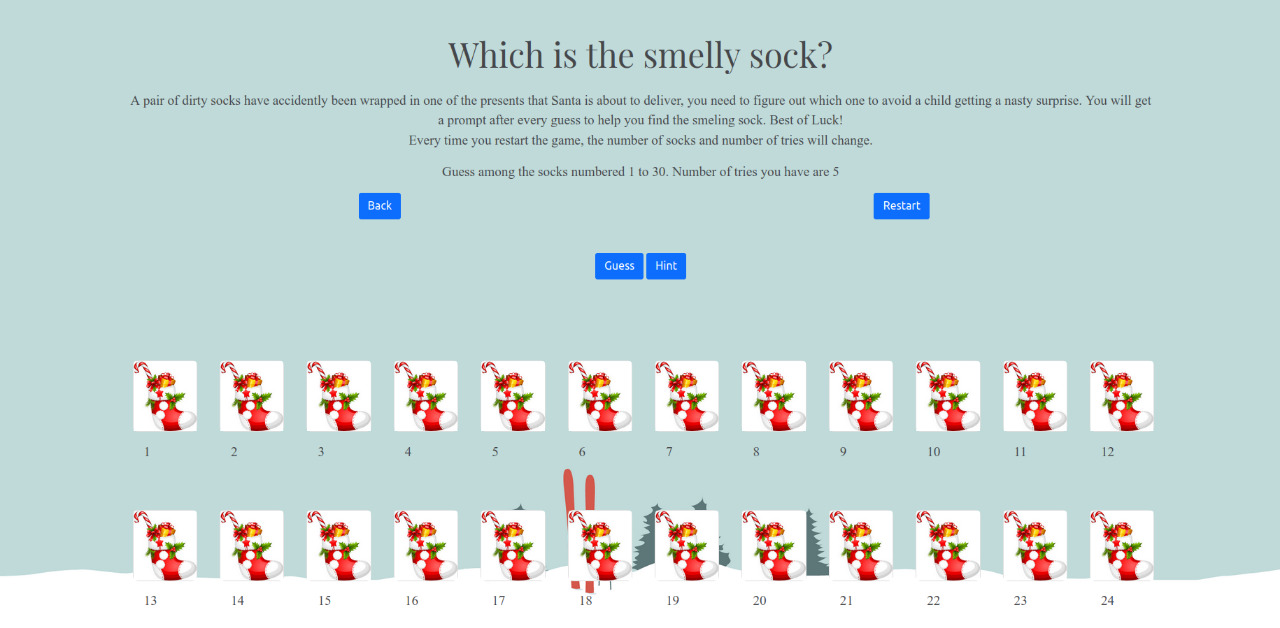 Which is the smelly sock?
A pair of dirty socks have accidently been wrapped in one of the presents that Santa is about to deliver, you need to figure out which one to avoid a child getting a nasty surprise. You will get
a prompt after every guess to help you find the smeling sock. Best of Luck!
Every time you restart the game, the number of socks and number of tries will change.
Guess among the socks numbered 1 to 30. Number of tries you have are 5
Back Restart
Guess Hint
1 2 3 4 5 6 7 8 9 10 11 12
13 14 15 16 17 18 19 20 21 22 23 24